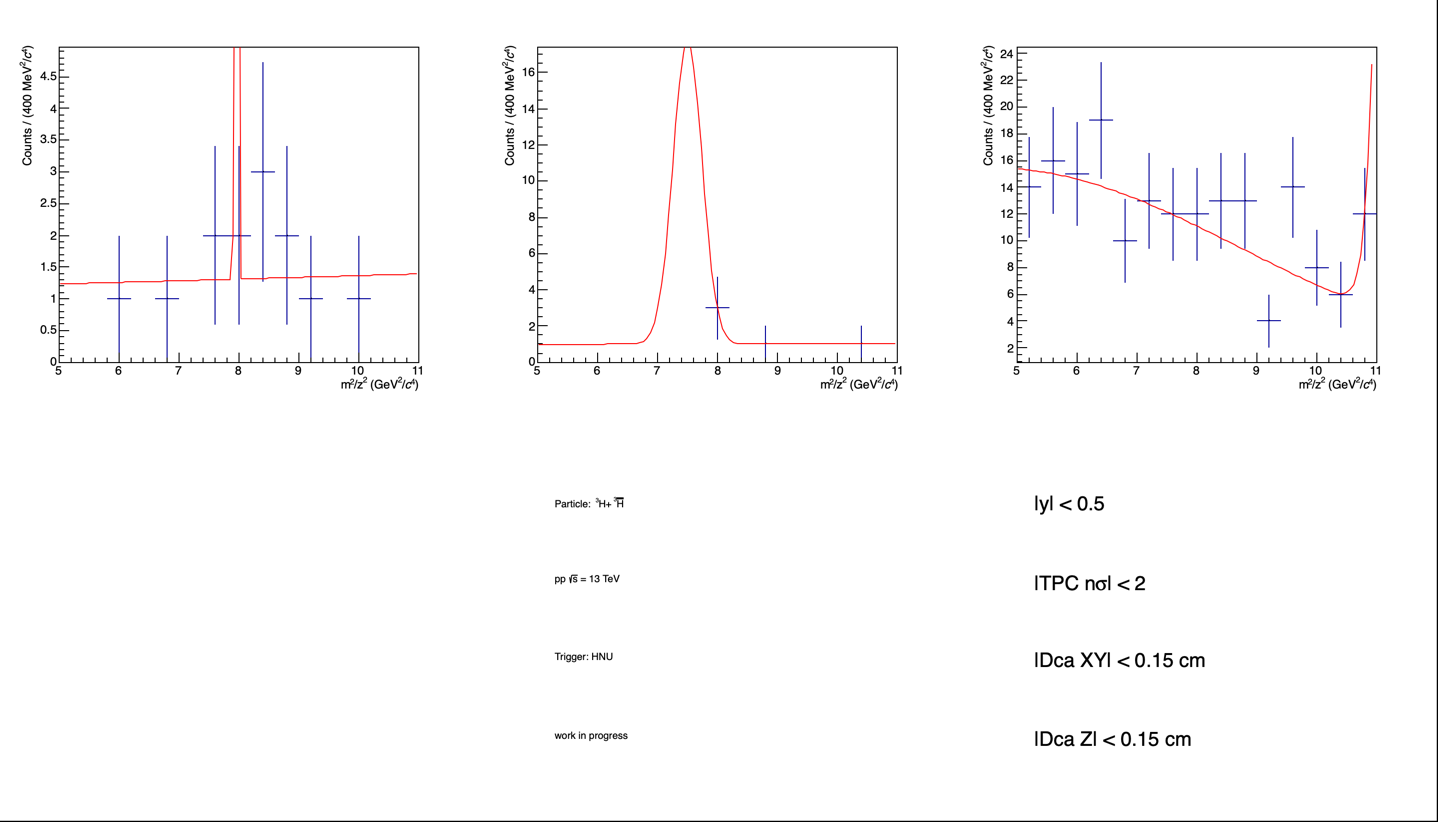 Counts / (400 MeV²/c⁴)
4.5
4
3.5
3
2.5
2
1.5
1
0.5
0
5 6 7 8 9 10 11
m²/z² (GeV²/c⁴)
Counts / (400 MeV²/c⁴)
16
14
12
10
8
6
4
2
0
5 6 7 8 9 10 11
m²/z² (GeV²/c⁴)
Counts / (400 MeV²/c⁴)
24
22
20
18
16
14
12
10
8
6
4
2
5 6 7 8 9 10 11
m²/z² (GeV²/c⁴)
Particle: ³H+ ³H̅
|y| < 0.5
pp √s = 13 TeV
|TPC nσ| < 2
Trigger: HNU
|Dca XY| < 0.15 cm
work in progress
|Dca Z| < 0.15 cm